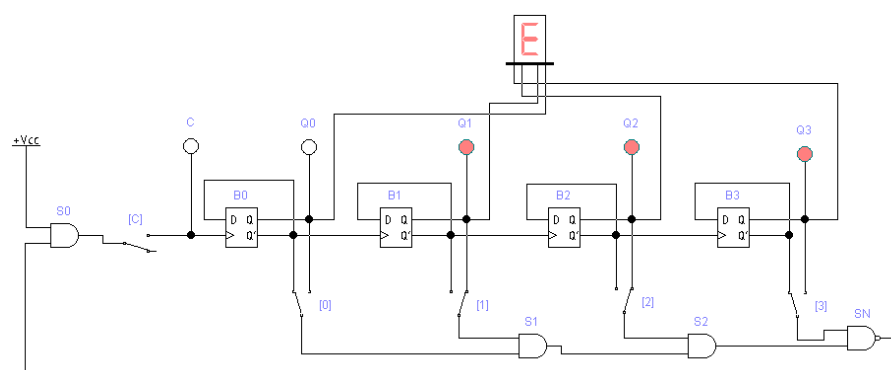 E
C
Q0
Q1
Q2
Q3
+Vcc
S0
[C]
B0
B1
B2
B3
D Q
Q'
D Q
Q'
D Q
Q'
D Q
Q'
[0]
[1]
[2]
[3]
S1
S2
SN